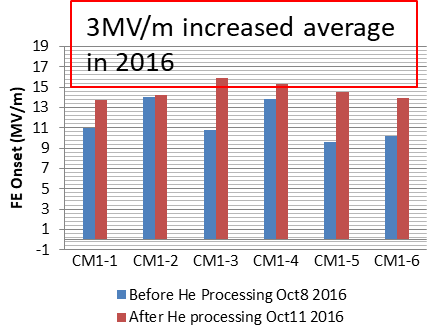 3MV/m increased average
in 2016
19
17
15
13
11
9
7
5
3
1
-1
FE Onset (MV/m)
CM1-1 CM1-2 CM1-3 CM1-4 CM1-5 CM1-6
Before He Processing Oct8 2016
After He processing Oct11 2016